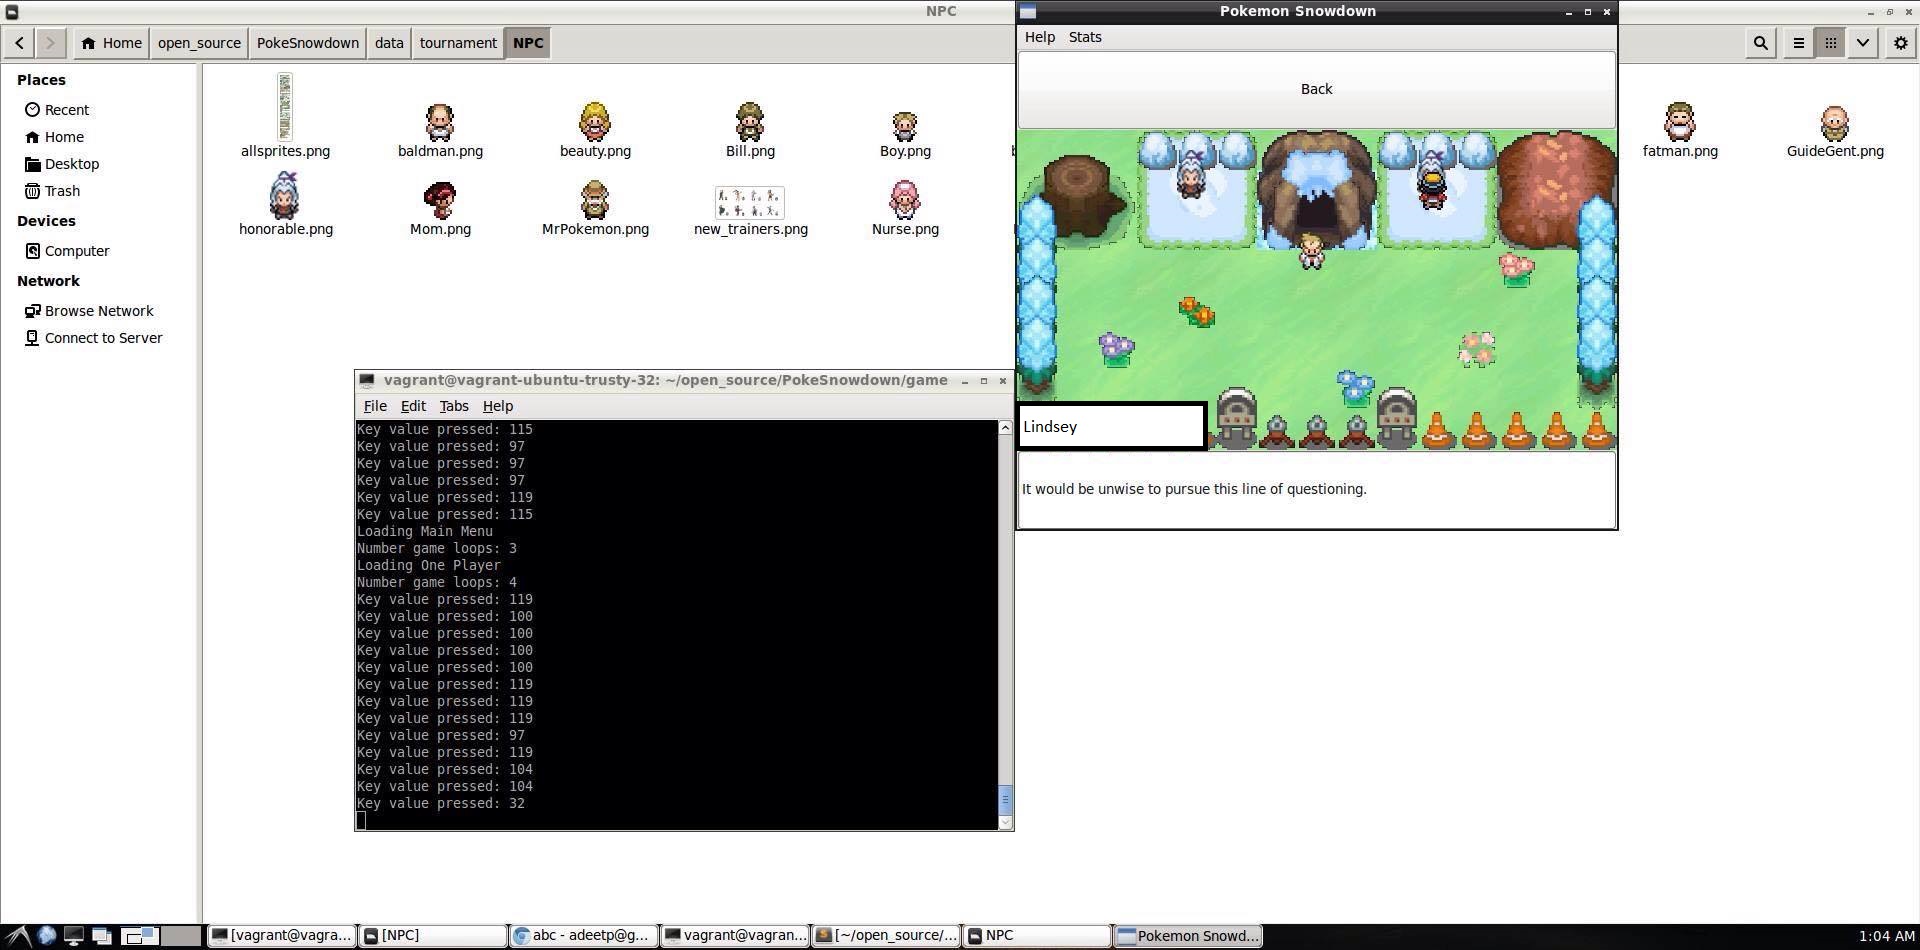 NPC
Home
open_source
PokeSnowdown
data
tournament
NPC
Places
Recent
Home
Desktop
Trash
Devices
Computer
Network
Browse Network
Connect to Server
allsprites.png
baldman.png
beauty.png
Bill.png
Boy.png
fatman.png
GuideGent.png
honorable.png
Mom.png
MrPokemon.png
new_trainers.png
Nurse.png
Pokemon Snowdown
Help Stats
Back
Lindsey
It would be unwise to pursue this line of questioning.
vagrant@vagrant-ubuntu-trusty-32: ~/open_source/PokeSnowdown/game
File Edit Tabs Help
Key value pressed: 115
Key value pressed: 97
Key value pressed: 97
Key value pressed: 97
Key value pressed: 119
Key value pressed: 115
Loading Main Menu
Number game loops: 3
Loading One Player
Number game loops: 4
Key value pressed: 119
Key value pressed: 100
Key value pressed: 100
Key value pressed: 100
Key value pressed: 100
Key value pressed: 119
Key value pressed: 119
Key value pressed: 119
Key value pressed: 97
Key value pressed: 119
Key value pressed: 104
Key value pressed: 104
Key value pressed: 32
[vagrant@vagra...
[NPC]
abc - adeetp@g...
vagrant@vagran...
[~/open_source/...
NPC
Pokemon Snowd...
1:04 AM